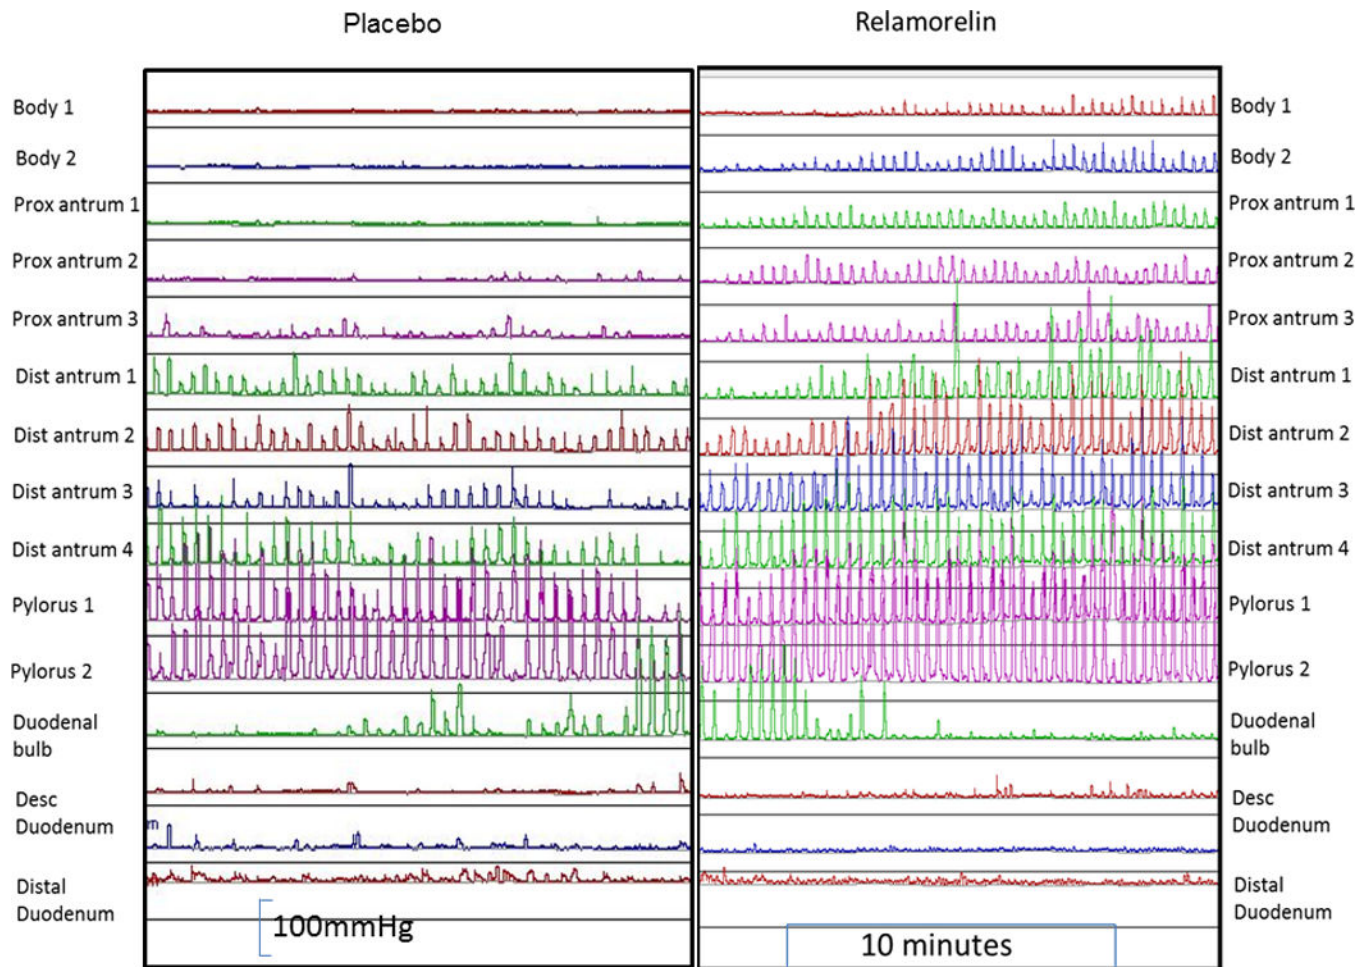 Placebo
Relamorelin
Body 1
Body 2
Prox antrum 1
Prox antrum 2
Prox antrum 3
Dist antrum 1
Dist antrum 2
Dist antrum 3
Dist antrum 4
Pylorus 1
Pylorus 2
Duodenal
bulb
Desc
Duodenum
Distal
Duodenum
100mmHg
Body 1
Body 2
Prox antrum 1
Prox antrum 2
Prox antrum 3
Dist antrum 1
Dist antrum 2
Dist antrum 3
Dist antrum 4
Pylorus 1
Pylorus 2
Duodenal
bulb
Desc
Duodenum
Distal
Duodenum
10 minutes